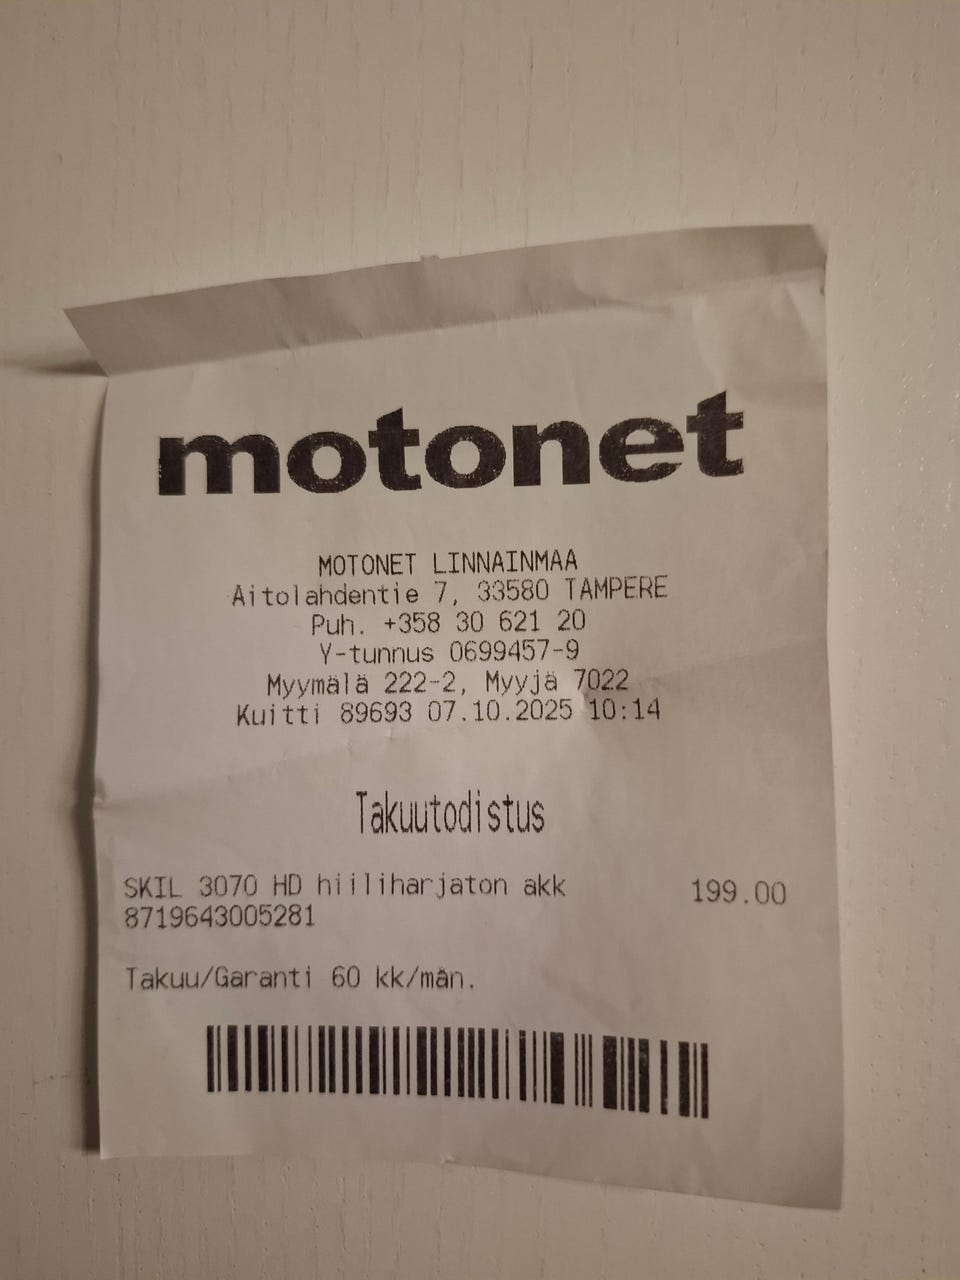 motonet
MOTONET LINNAINMAA
Aitolahdentie 7, 33580 TAMPERE
Puh. +358 30 621 20
Y-tunnus 0699457-9
Myymälä 222-2, Myyjä 7022
Kuitti 89693 07.10.2025 10:14
Takuutodistus
SKIL 3070 HD hiiliharjaton akk 199.00
8719643005281
Takuu/Garanti 60 kk/mån.